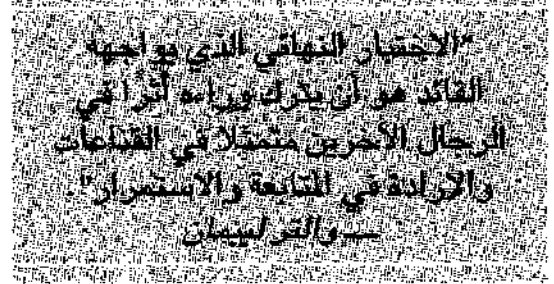 "الاختبار النهائي الذي يواجهه
القائد هو أن يترك وراءه أثرا في
الرجال الآخرين متمثلا في القناعات
والإرادة في المتابعة والاستمرار".
—والتر ليبمان